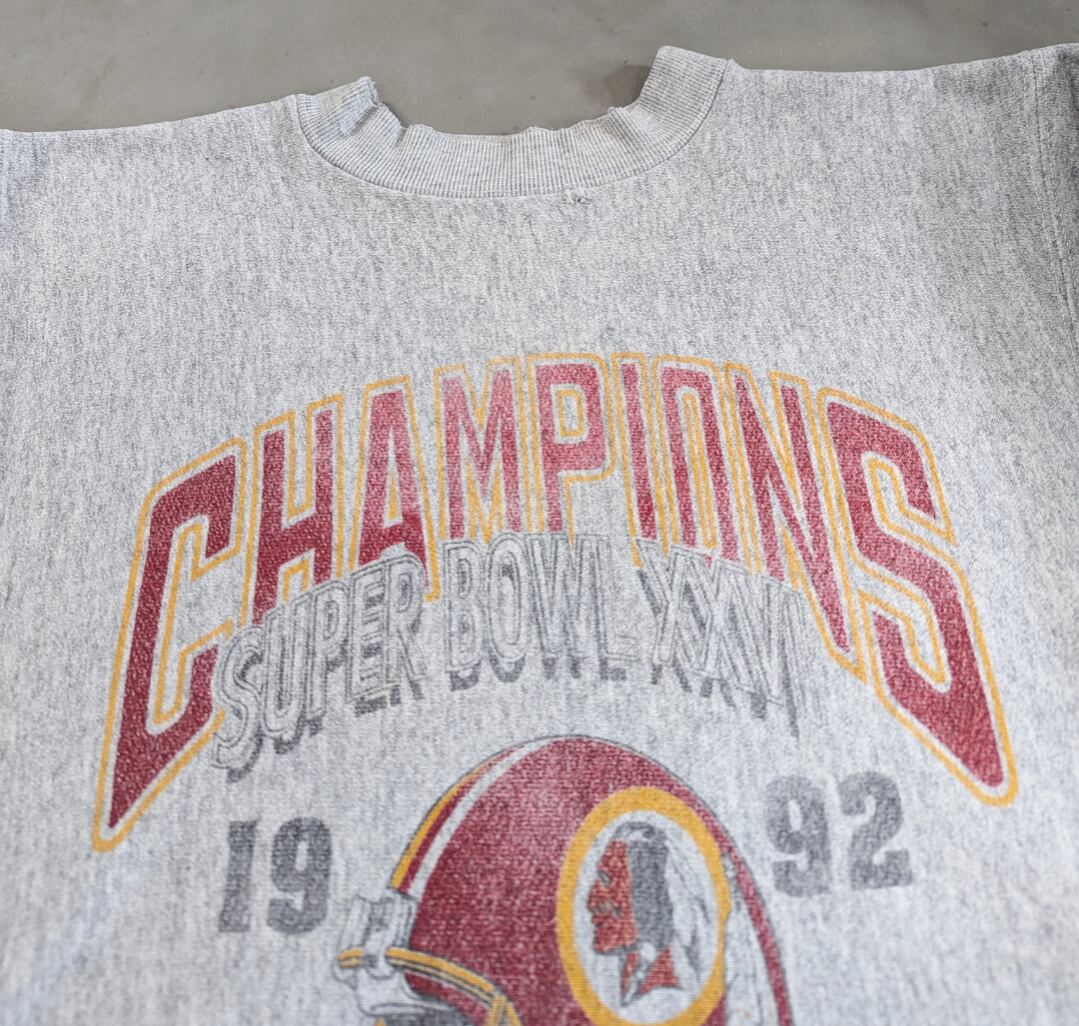 CHAMPIONS
SUPER BOWL XXVI
19 92